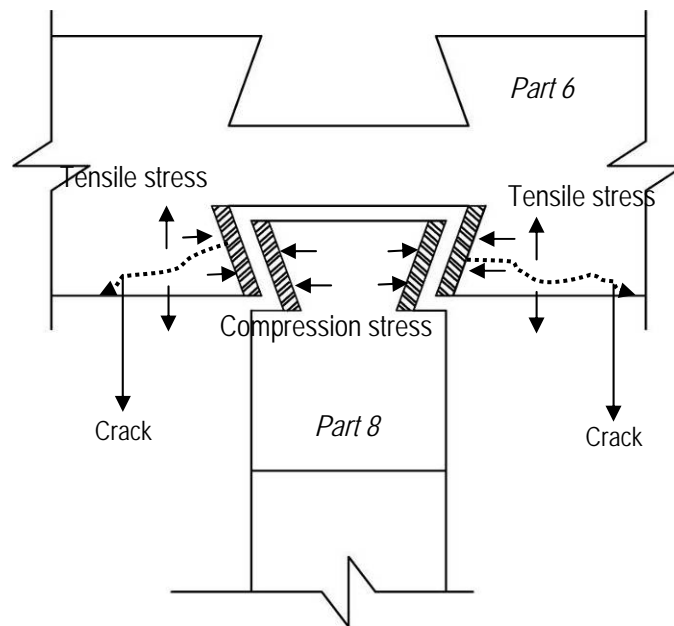 Part 6
Tensile stress
Tensile stress
Compression stress
Crack
Part 8
Crack